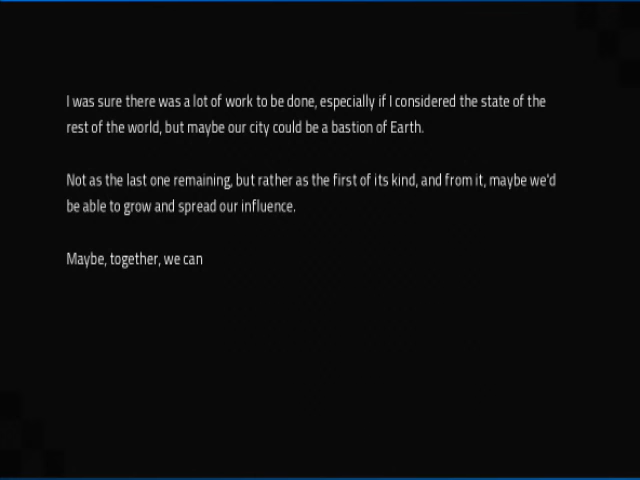 I was sure there was a lot of work to be done, especially if I considered the state of the
rest of the world, but maybe our city could be a bastion of Earth.
Not as the last one remaining, but rather as the first of its kind, and from it, maybe we'd
be able to grow and spread our influence.
Maybe, together, we can